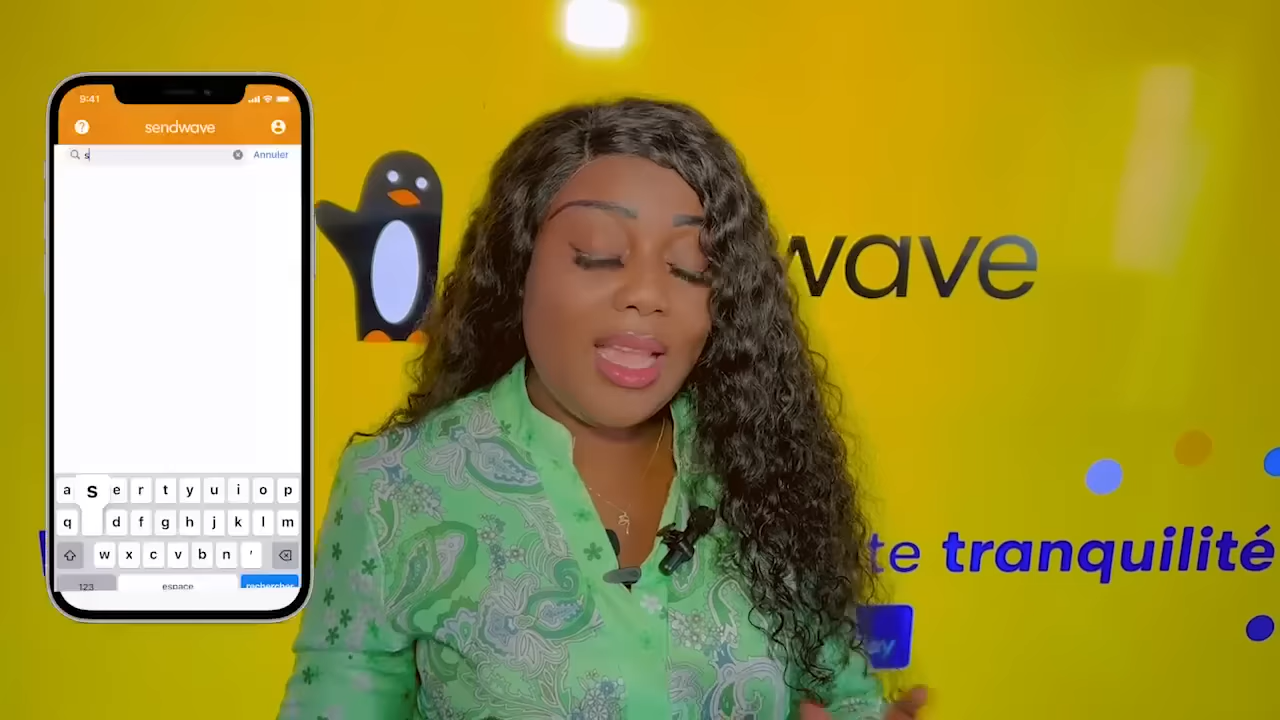 9:41
sendwave
s
Annuler
a S e r t y u i o p
q d f g h j k l m
w x c v b n '
123 espace rechercher
wave
te tranquilité